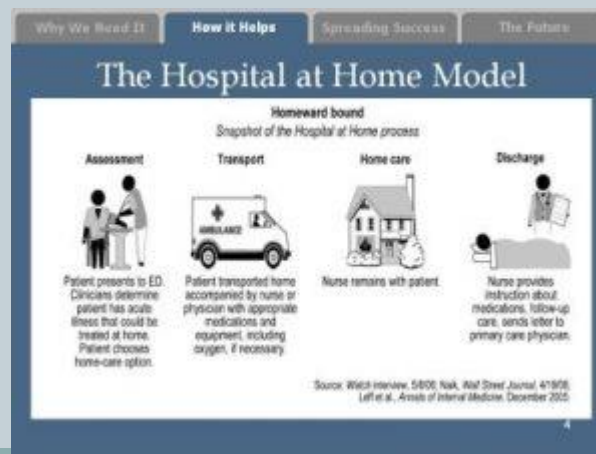 Why We Need It
How it Helps
Spreading Success
The Future
The Hospital at Home Model
Homeward bound
Snapshot of the Hospital at Home process
Assessment
Patient presents to ED.
Clinicians determine
patient has acute
illness that could be
treated at home.
Patient chooses
home-care option.
Transport
AMBULANCE
Patient transported home
accompanied by nurse or
physician with appropriate
medications and
equipment, including
oxygen, if necessary.
Home care
Nurse remains with patient
Discharge
Nurse provides
instruction about
medications, follow-up
care, sends letter to
primary care physician.
Source: Watch interview, 5/8/06; Naik, Wall Street Journal, 4/19/06;
Leff et al., Annals of Internal Medicine, December 2005
4